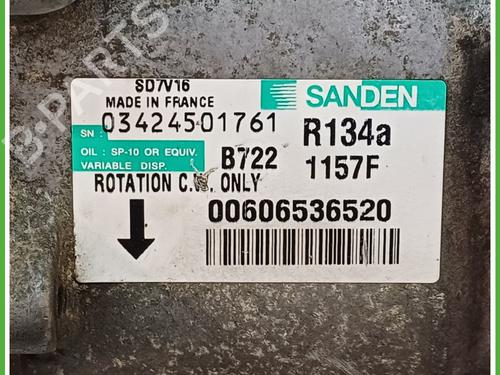 SD7V16
MADE IN FRANCE
SANDEN
SN :
03424501761
R134a
OIL : SP-10 OR EQUIV.
VARIABLE DISP.
B722
1157F
ROTATION C.W. ONLY
00606536520
B-PARTS